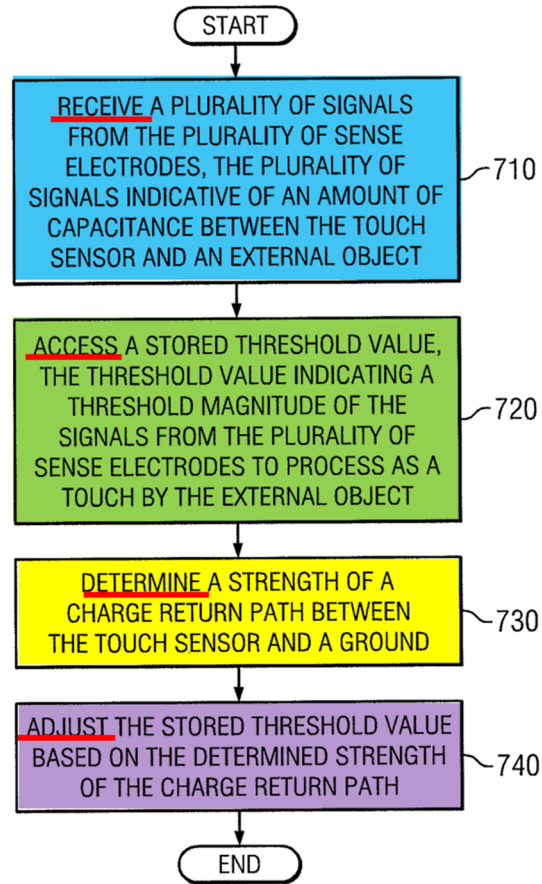 START
RECEIVE A PLURALITY OF SIGNALS
FROM THE PLURALITY OF SENSE
ELECTRODES, THE PLURALITY OF
SIGNALS INDICATIVE OF AN AMOUNT OF
CAPACITANCE BETWEEN THE TOUCH
SENSOR AND AN EXTERNAL OBJECT
710
ACCESS A STORED THRESHOLD VALUE,
THE THRESHOLD VALUE INDICATING A
THRESHOLD MAGNITUDE OF THE
SIGNALS FROM THE PLURALITY OF
SENSE ELECTRODES TO PROCESS AS A
TOUCH BY THE EXTERNAL OBJECT
720
DETERMINE A STRENGTH OF A
CHARGE RETURN PATH BETWEEN
THE TOUCH SENSOR AND A GROUND
730
ADJUST THE STORED THRESHOLD VALUE
BASED ON THE DETERMINED STRENGTH
OF THE CHARGE RETURN PATH
740
END